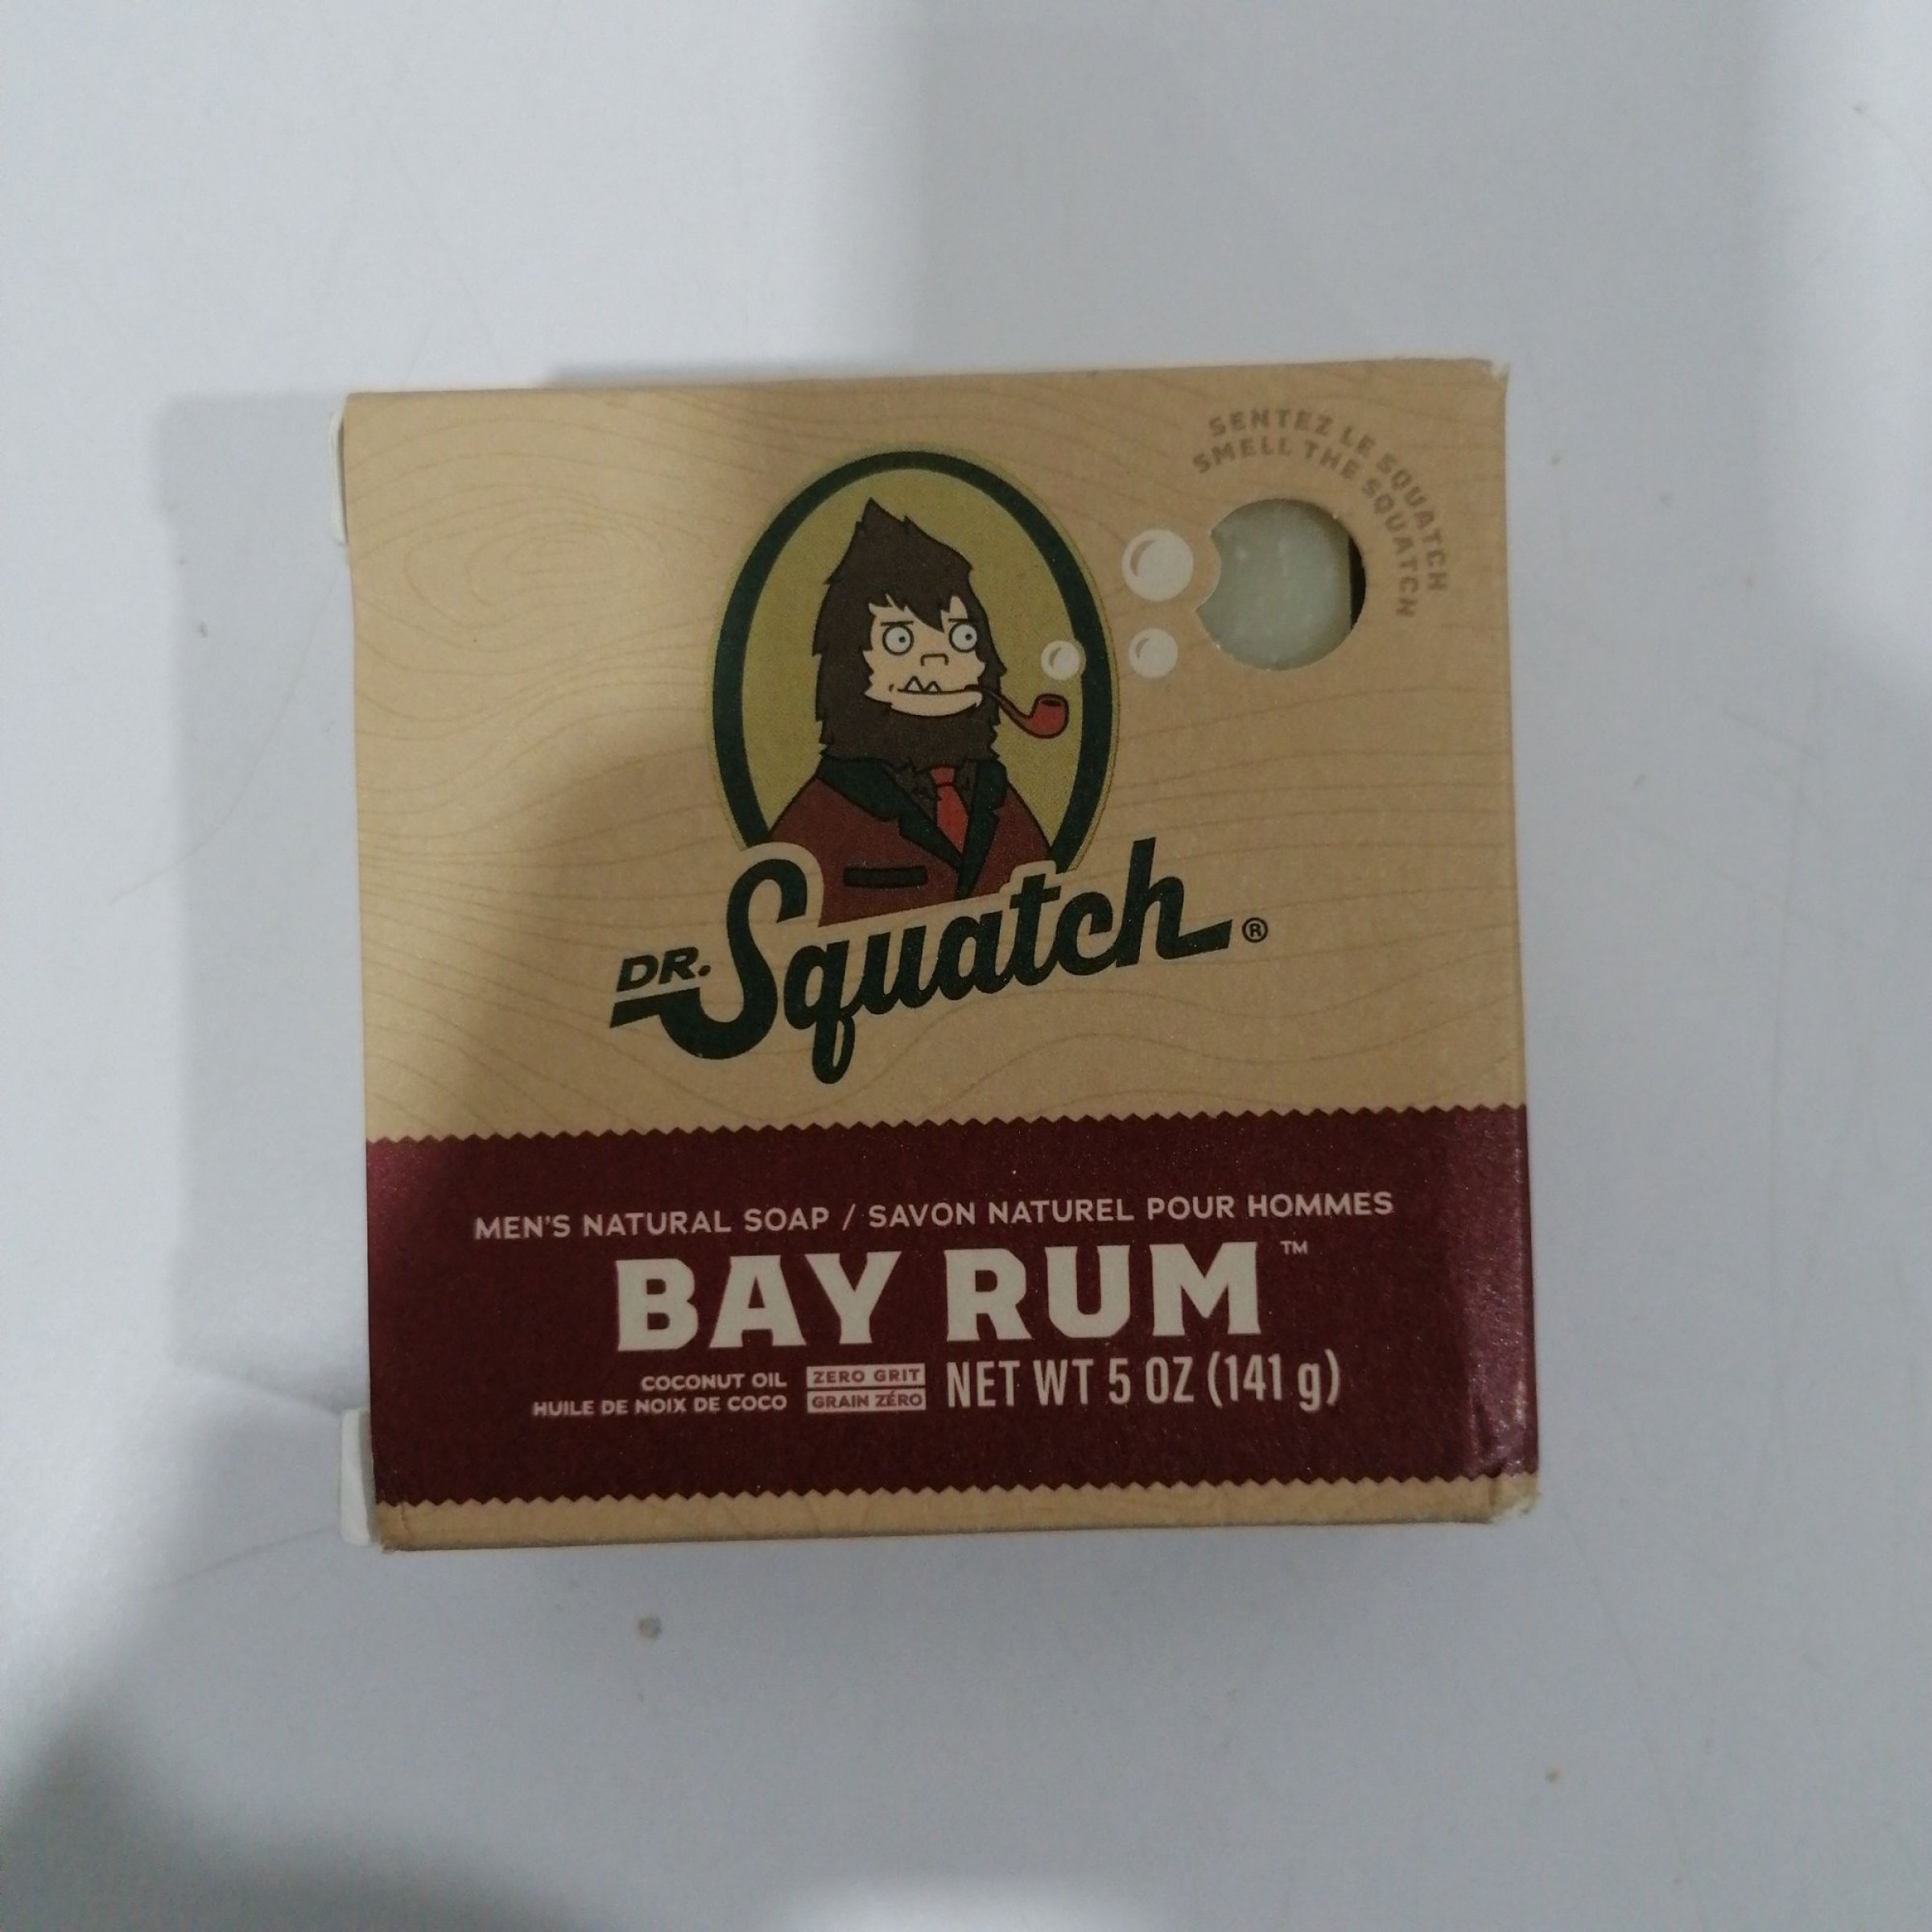 SENTEZ LE SQUATCH
SMELL THE SQUATCH
DR. Squatch®
MEN'S NATURAL SOAP / SAVON NATUREL POUR HOMMES
BAY RUM™
COCONUT OIL ZERO GRIT NET WT 5 OZ (141 g)
HUILE DE NOIX DE COCO GRAIN ZÉRO